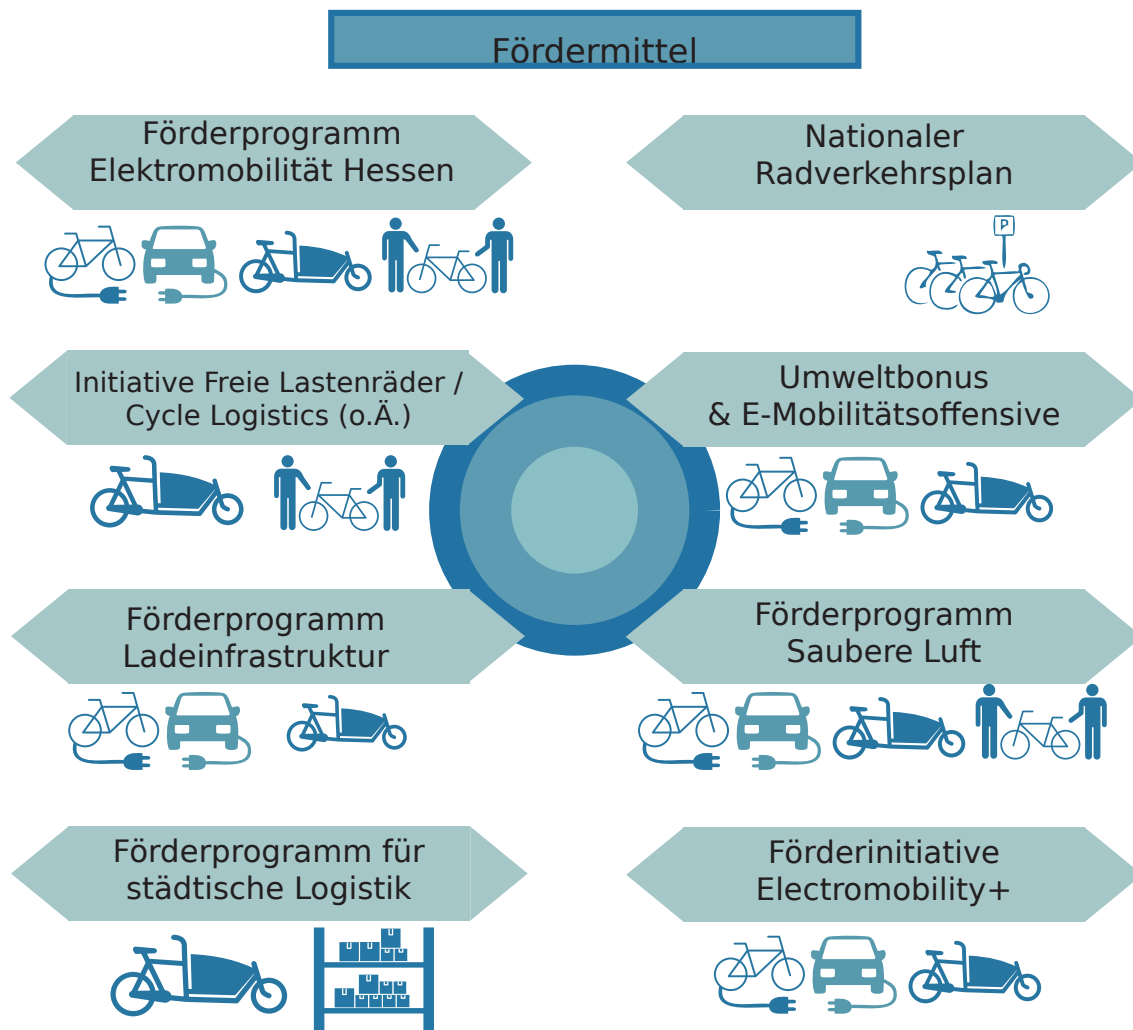 Fördermittel
Förderprogramm
Elektromobilität Hessen
Nationaler
Radverkehrsplan
P
Initiative Freie Lastenräder /
Cycle Logistics (o.Ä.)
Umweltbonus
& E-Mobilitätsoffensive
Förderprogramm
Ladeinfrastruktur
Förderprogramm
Saubere Luft
Förderprogramm für
städtische Logistik
Förderinitiative
Electromobility+